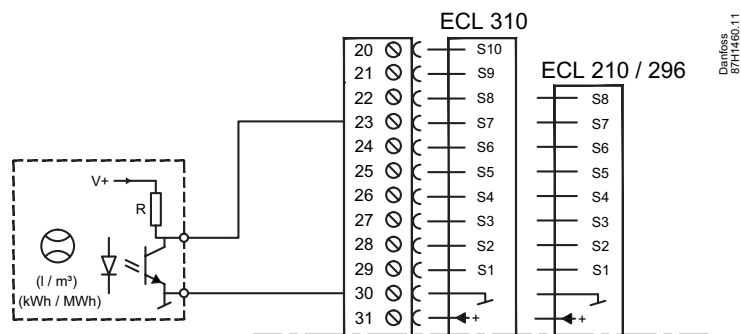 ECL 310
ECL 210 / 296
Danfoss
87H1460.11
20 S10
21 S9
22 S8 S8
23 S7 S7
24 S6 S6
25 S5 S5
26 S4 S4
27 S3 S3
28 S2 S2
29 S1 S1
30
31 + +
V+
R
(l / m³)
(kWh / MWh)